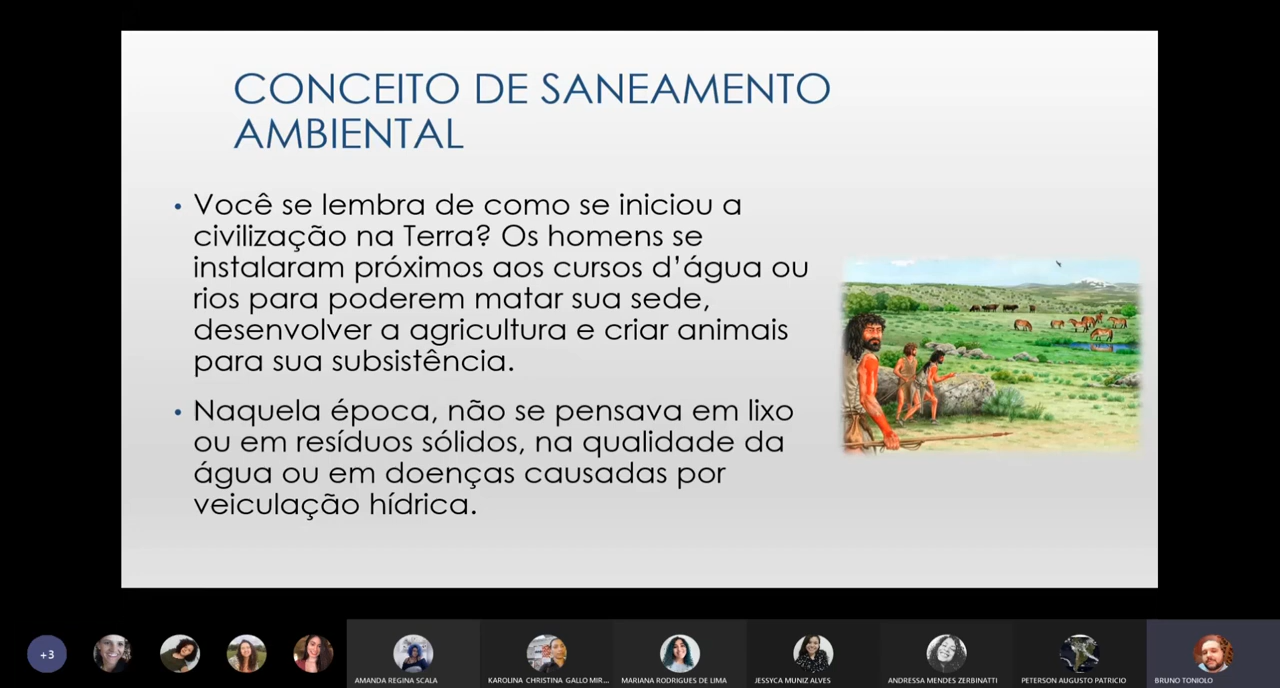 CONCEITO DE SANEAMENTO
AMBIENTAL
• Você se lembra de como se iniciou a
civilização na Terra? Os homens se
instalaram próximos aos cursos d’água ou
rios para poderem matar sua sede,
desenvolver a agricultura e criar animais
para sua subsistência.
• Naquela época, não se pensava em lixo
ou em resíduos sólidos, na qualidade da
água ou em doenças causadas por
veiculação hídrica.
+3
AMANDA REGINA SCALA
KAROLINA CHRISTINA GALLO MIR...
MARIANA RODRIGUES DE LIMA
JESSYCA MUNIZ ALVES
ANDRESSA MENDES ZERBINATTI
PETERSON AUGUSTO PATRICIO
BRUNO TONIOLO